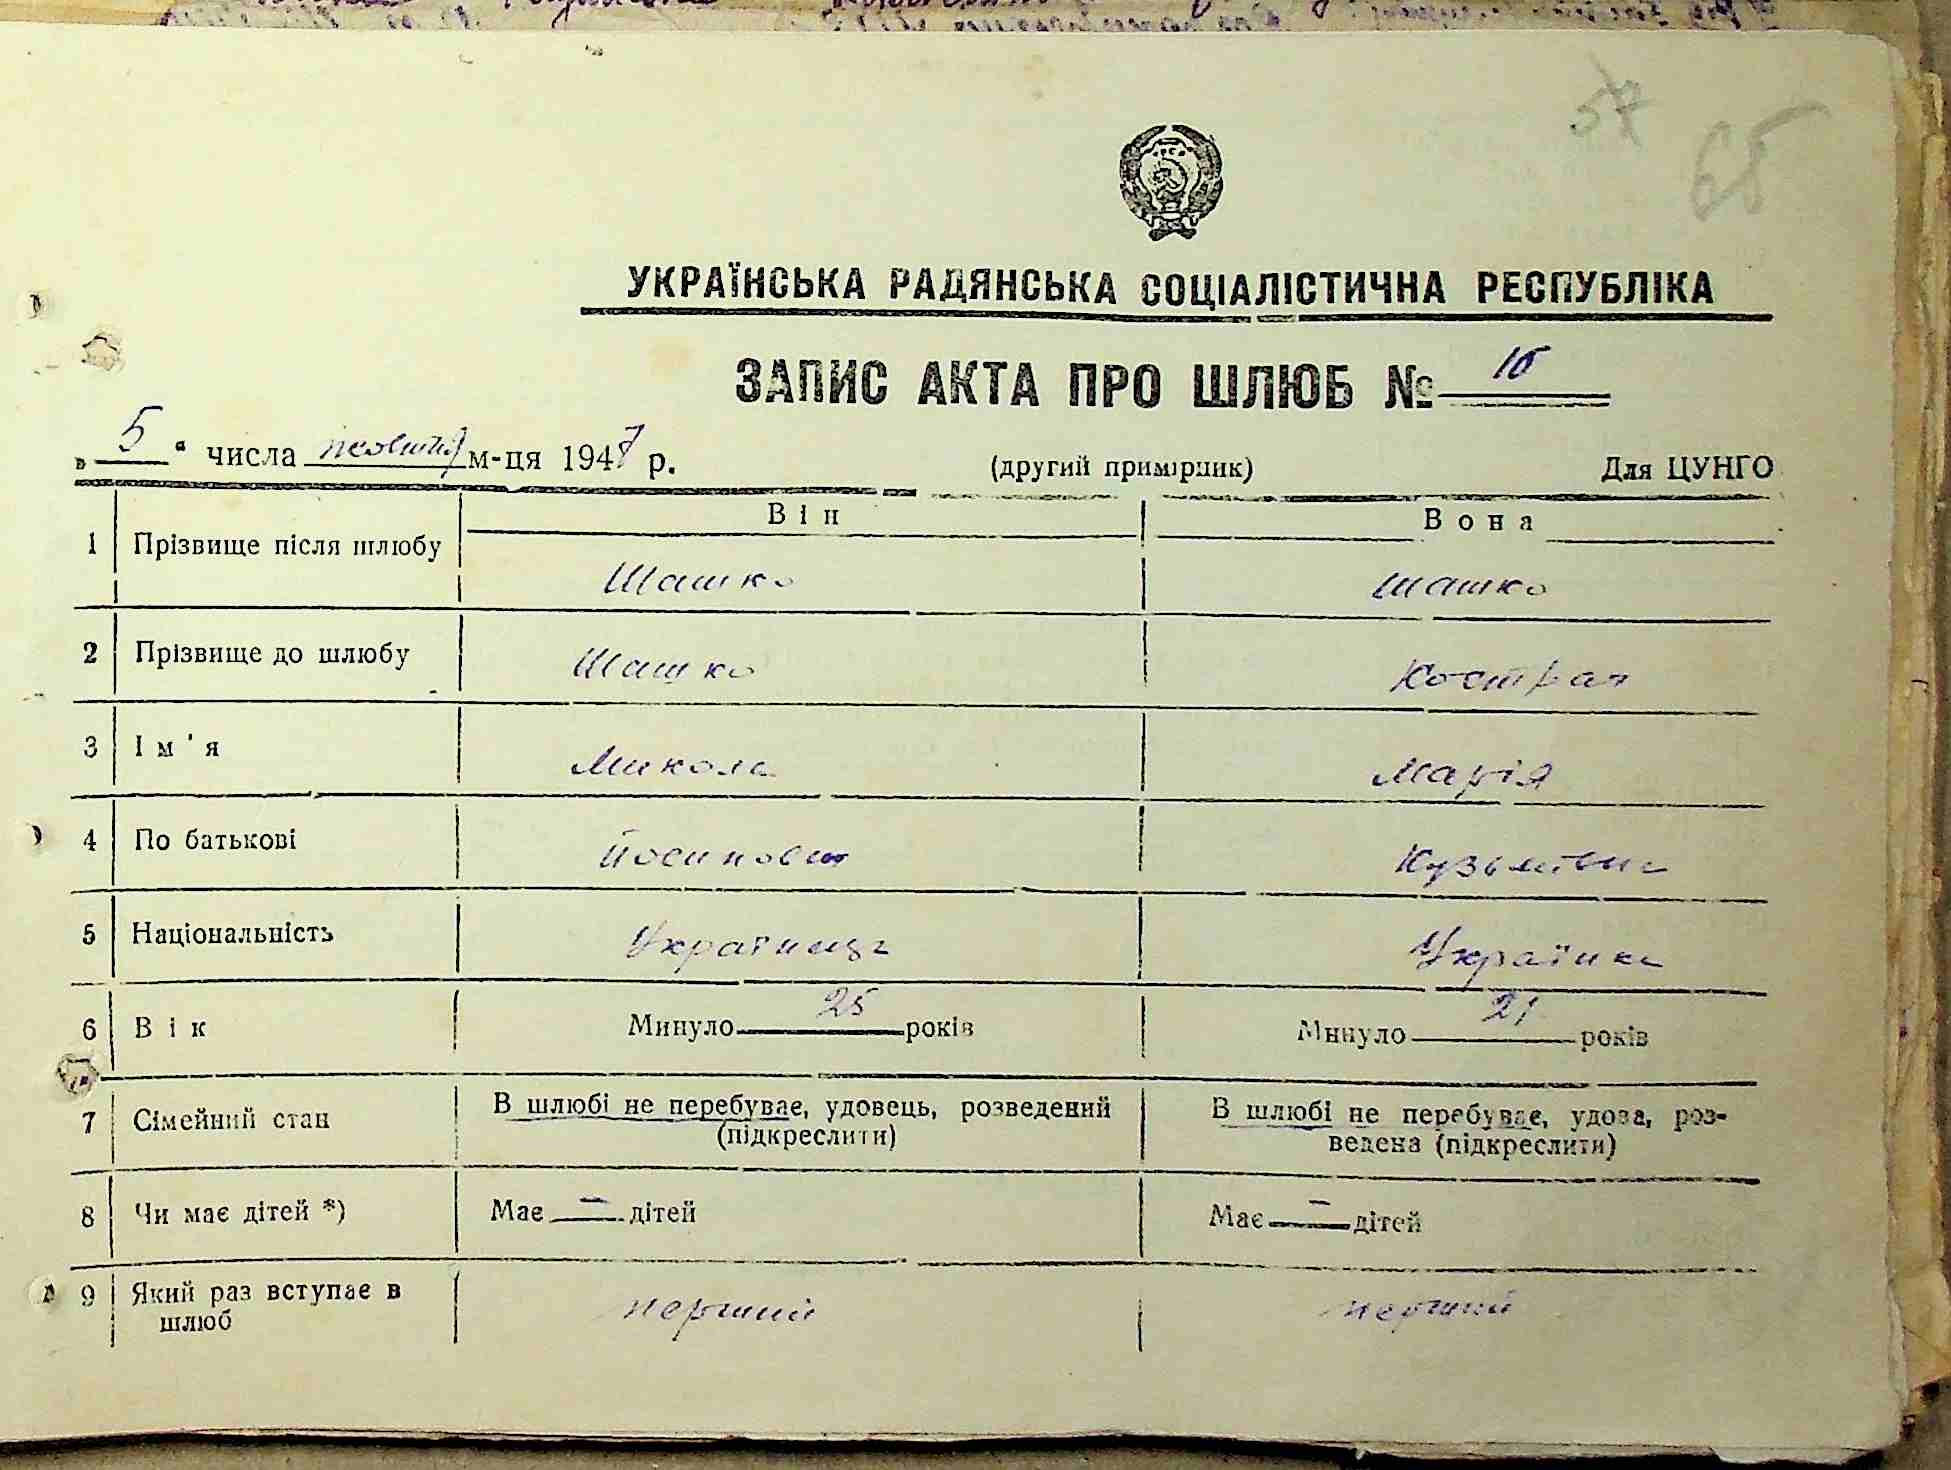 УКРАЇНСЬКА РАДЯНСЬКА СОЦІАЛІСТИЧНА РЕСПУБЛІКА
ЗАПИС АКТА ПРО ШЛЮБ № 16
„ 5 “ числа жовтня м-ця 1947 р. (другий примірник) Для ЦУНГО
Він Вона
1 Прізвище після шлюбу Шашко Шашко
2 Прізвище до шлюбу Шашко
3 Ім'я Микола Марія
4 По батькові Йосипович Кузьмівна
5 Національність Українець Українка
6 Вік Минуло 25 років Минуло 21 років
7 Сімейний стан В шлюбі не перебуває, удовець, розведений В шлюбі не перебуває, удова, роз-
(підкреслити) ведена (підкреслити)
8 Чи має дітей *) Має — дітей Має — дітей
9 Який раз вступає в перший перший
шлюб